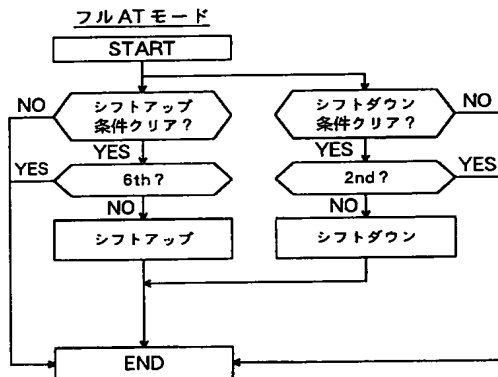 フルATモード
START
NO
シフトアップ
条件クリア?
シフトダウン
条件クリア?
NO
YES
YES
YES
6th?
2nd?
YES
NO
NO
シフトアップ
シフトダウン
END